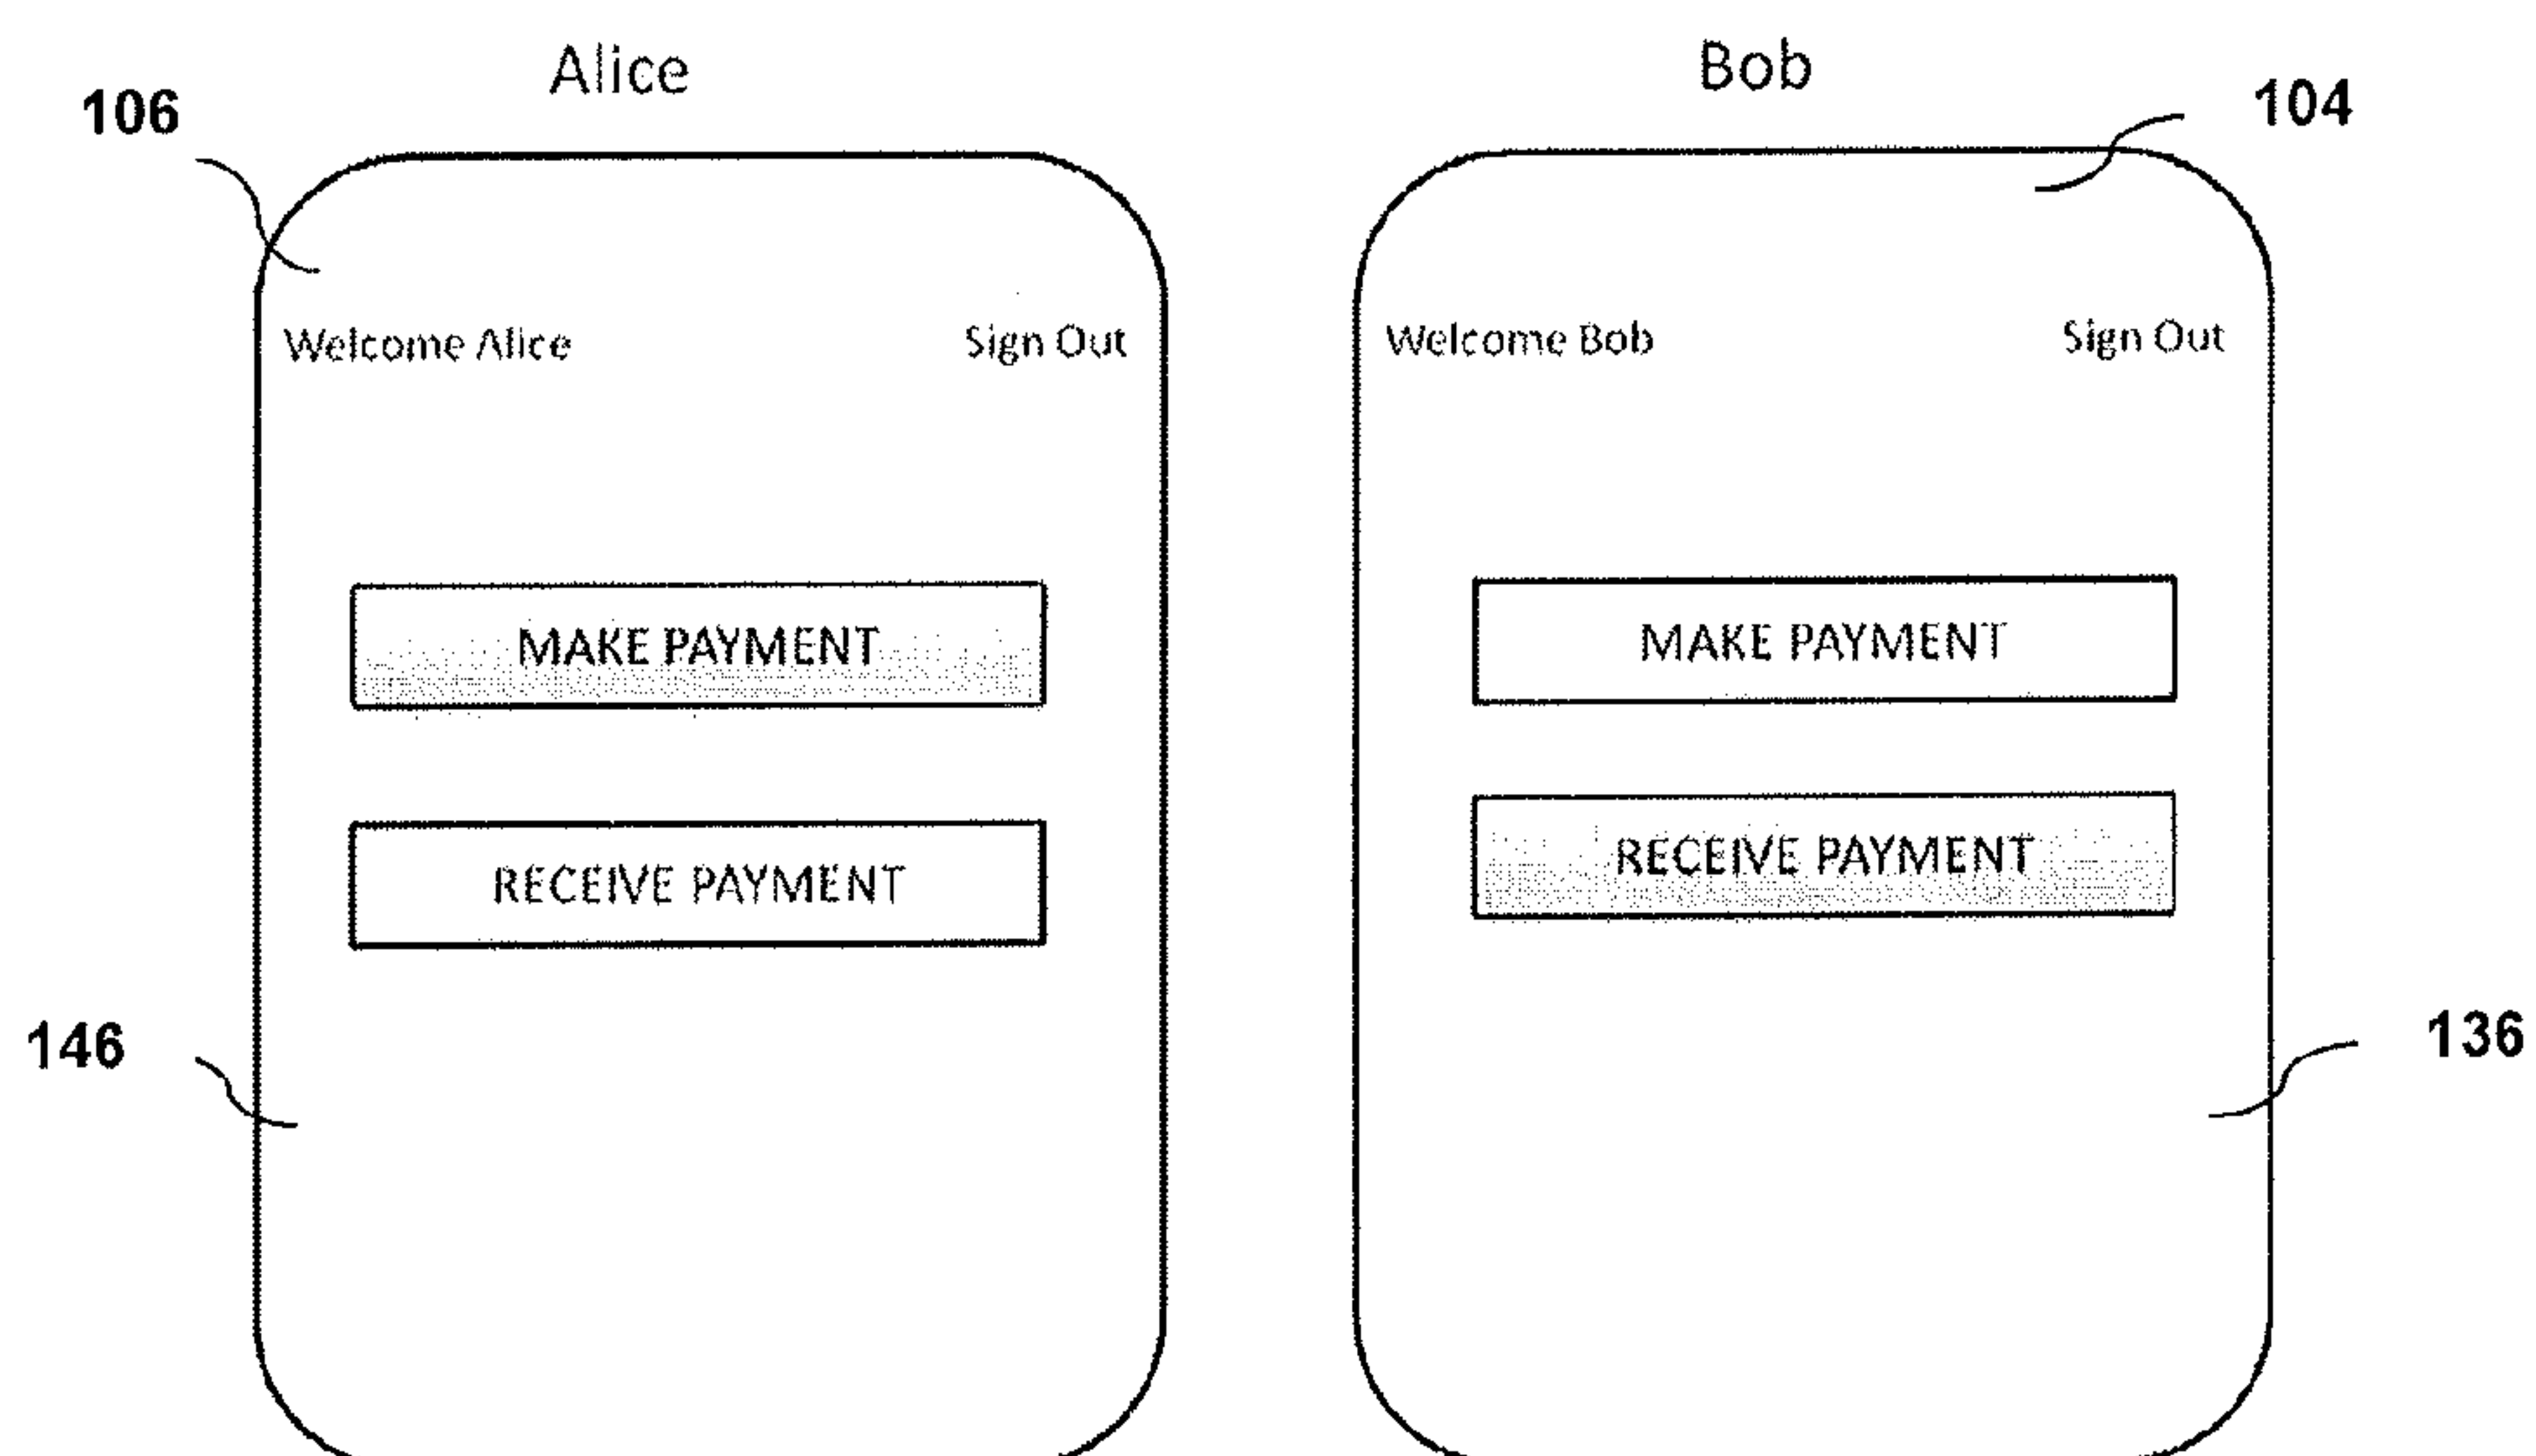 Alice
106
Welcome Alice
Sign Out
MAKE PAYMENT
RECEIVE PAYMENT
146
Bob
104
Welcome Bob
Sign Out
MAKE PAYMENT
RECEIVE PAYMENT
136